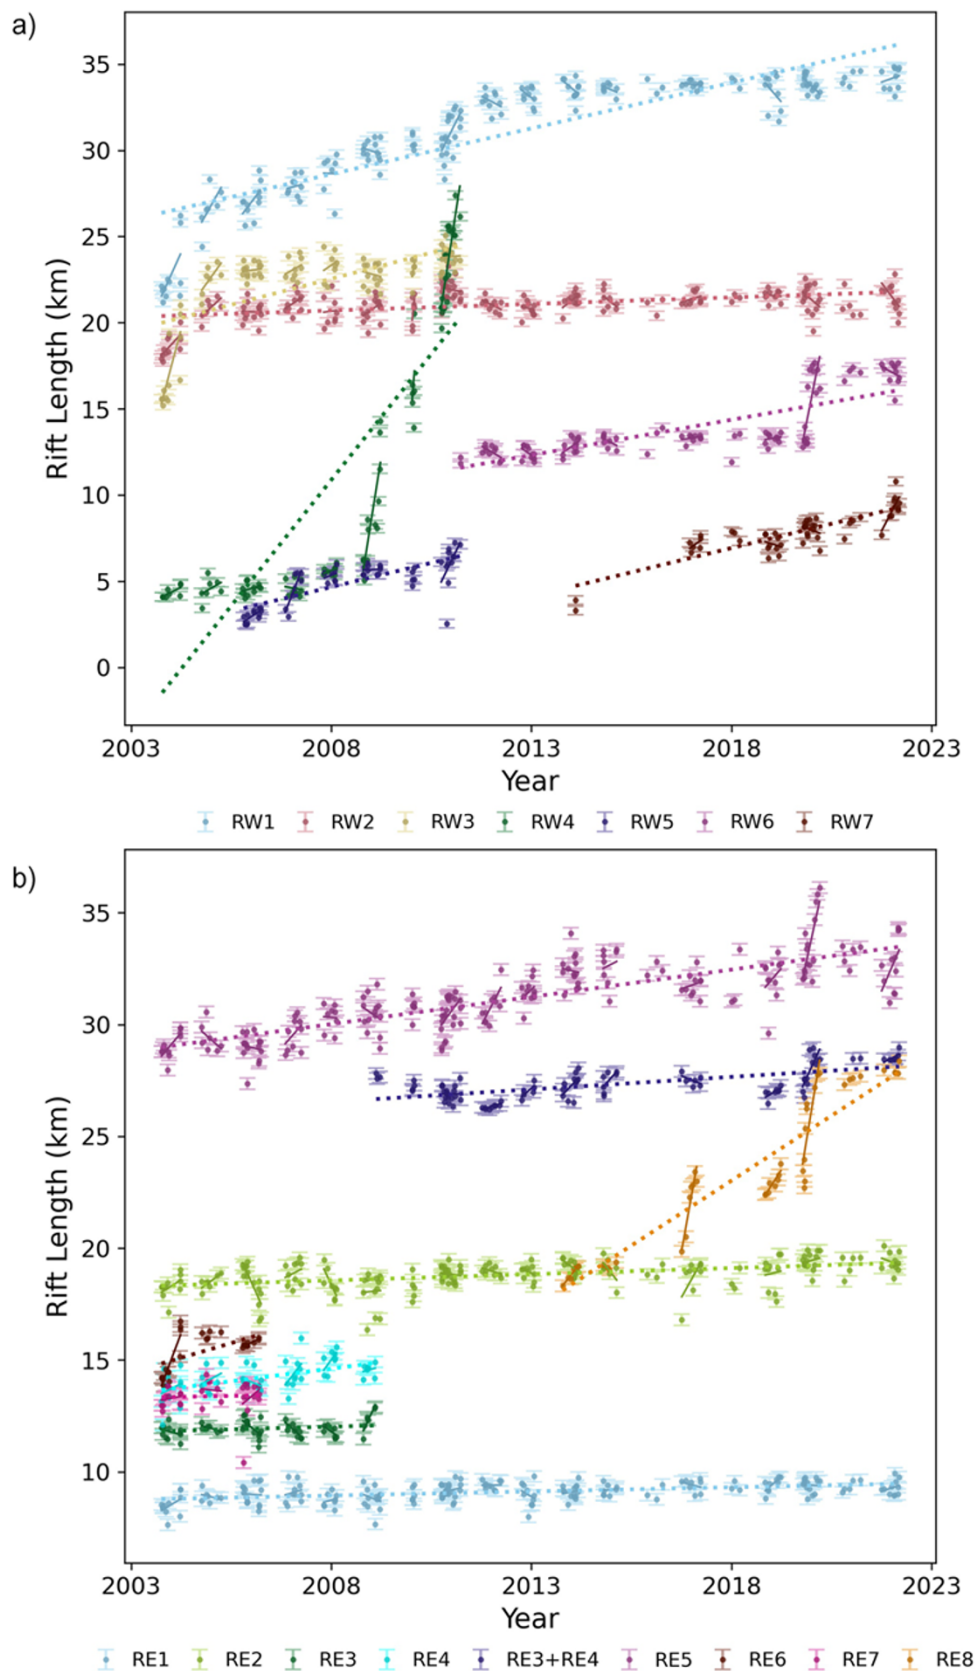 a)
35
30
25
20
15
10
5
0
Rift Length (km)
2003 2008 2013 2018 2023
Year
RW1 RW2 RW3 RW4 RW5 RW6 RW7
b)
35
30
25
20
15
10
Rift Length (km)
2003 2008 2013 2018 2023
Year
RE1 RE2 RE3 RE4 RE3+RE4 RE5 RE6 RE7 RE8